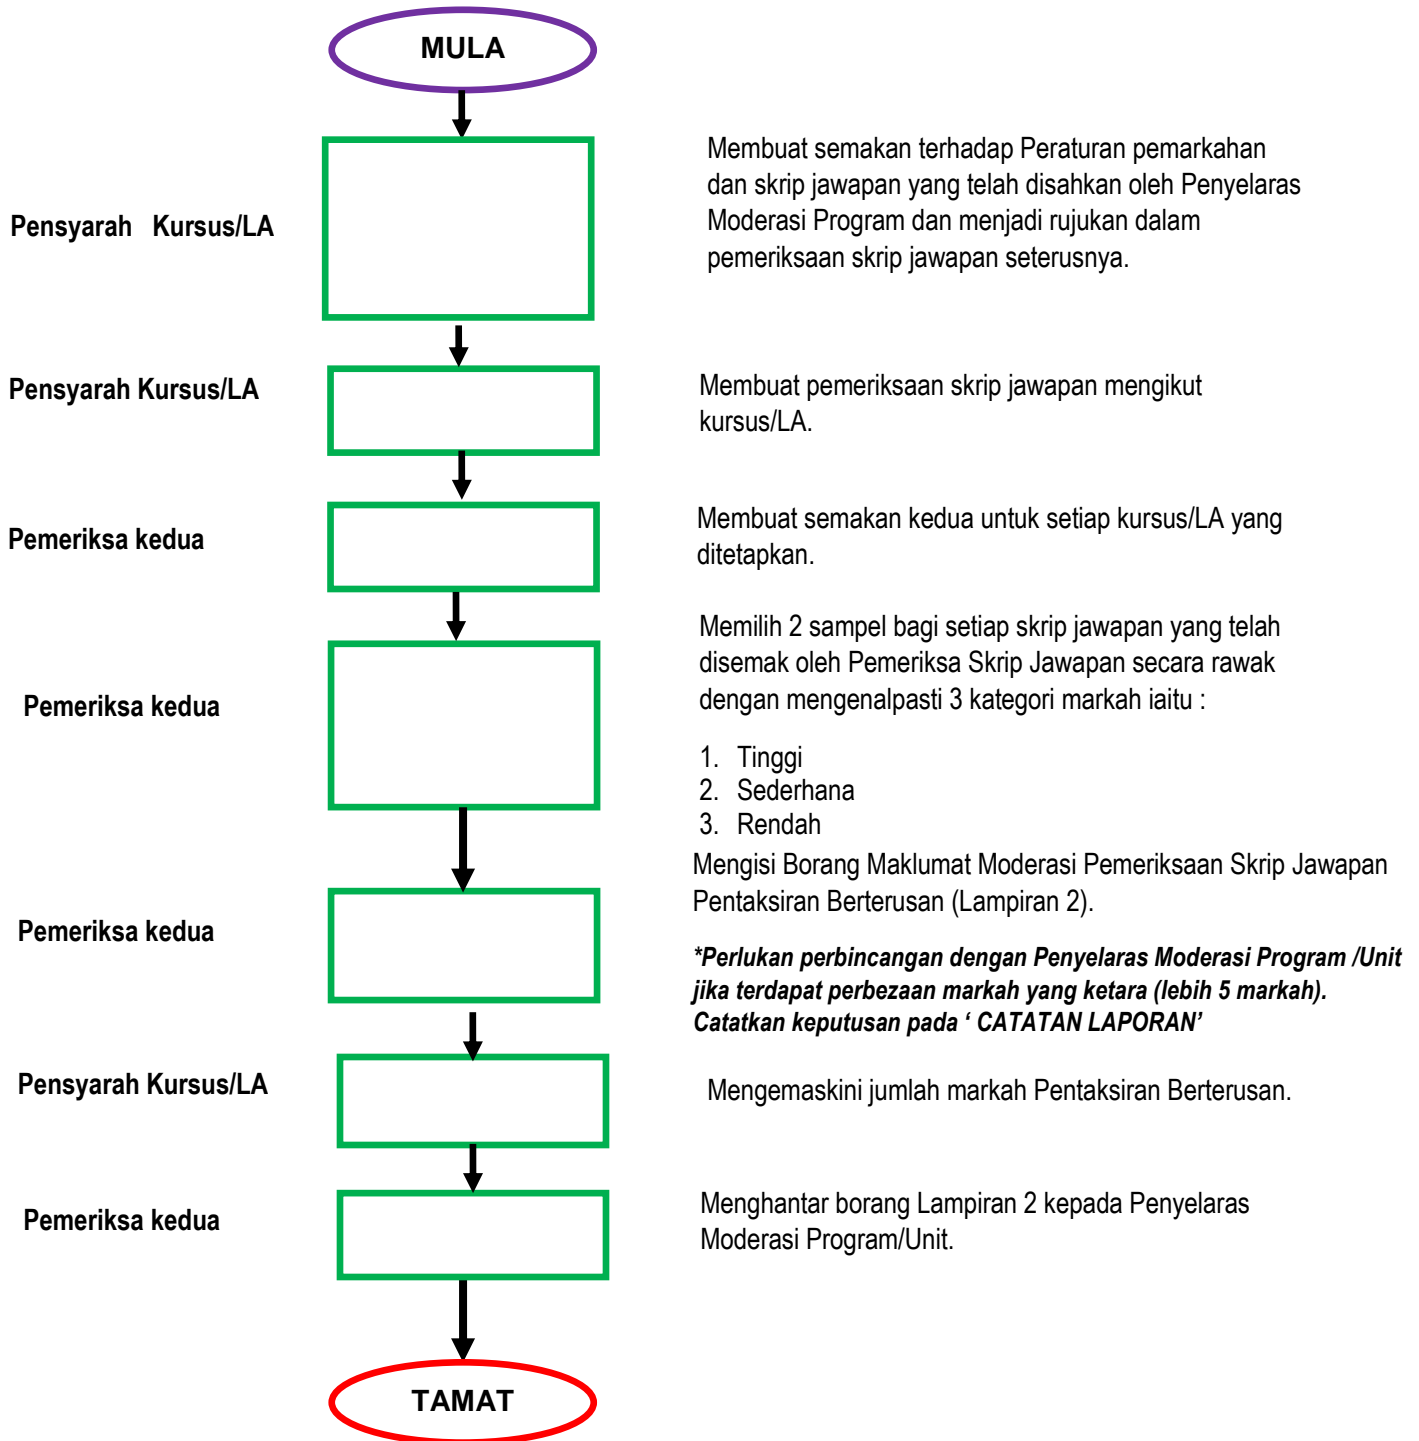 MULA
Pensyarah Kursus/LA
Membuat semakan terhadap Peraturan pemarkahan
dan skrip jawapan yang telah disahkan oleh Penyelaras
Moderasi Program dan menjadi rujukan dalam
pemeriksaan skrip jawapan seterusnya.
Pensyarah Kursus/LA
Membuat pemeriksaan skrip jawapan mengikut
kursus/LA.
Pemeriksa kedua
Membuat semakan kedua untuk setiap kursus/LA yang
ditetapkan.
Pemeriksa kedua
Memilih 2 sampel bagi setiap skrip jawapan yang telah
disemak oleh Pemeriksa Skrip Jawapan secara rawak
dengan mengenalpasti 3 kategori markah iaitu :
1. Tinggi
2. Sederhana
3. Rendah
Pemeriksa kedua
Mengisi Borang Maklumat Moderasi Pemeriksaan Skrip Jawapan
Pentaksiran Berterusan (Lampiran 2).
*Perlukan perbincangan dengan Penyelaras Moderasi Program /Unit
jika terdapat perbezaan markah yang ketara (lebih 5 markah).
Catatkan keputusan pada ‘ CATATAN LAPORAN’
Pensyarah Kursus/LA
Mengemaskini jumlah markah Pentaksiran Berterusan.
Pemeriksa kedua
Menghantar borang Lampiran 2 kepada Penyelaras
Moderasi Program/Unit.
TAMAT